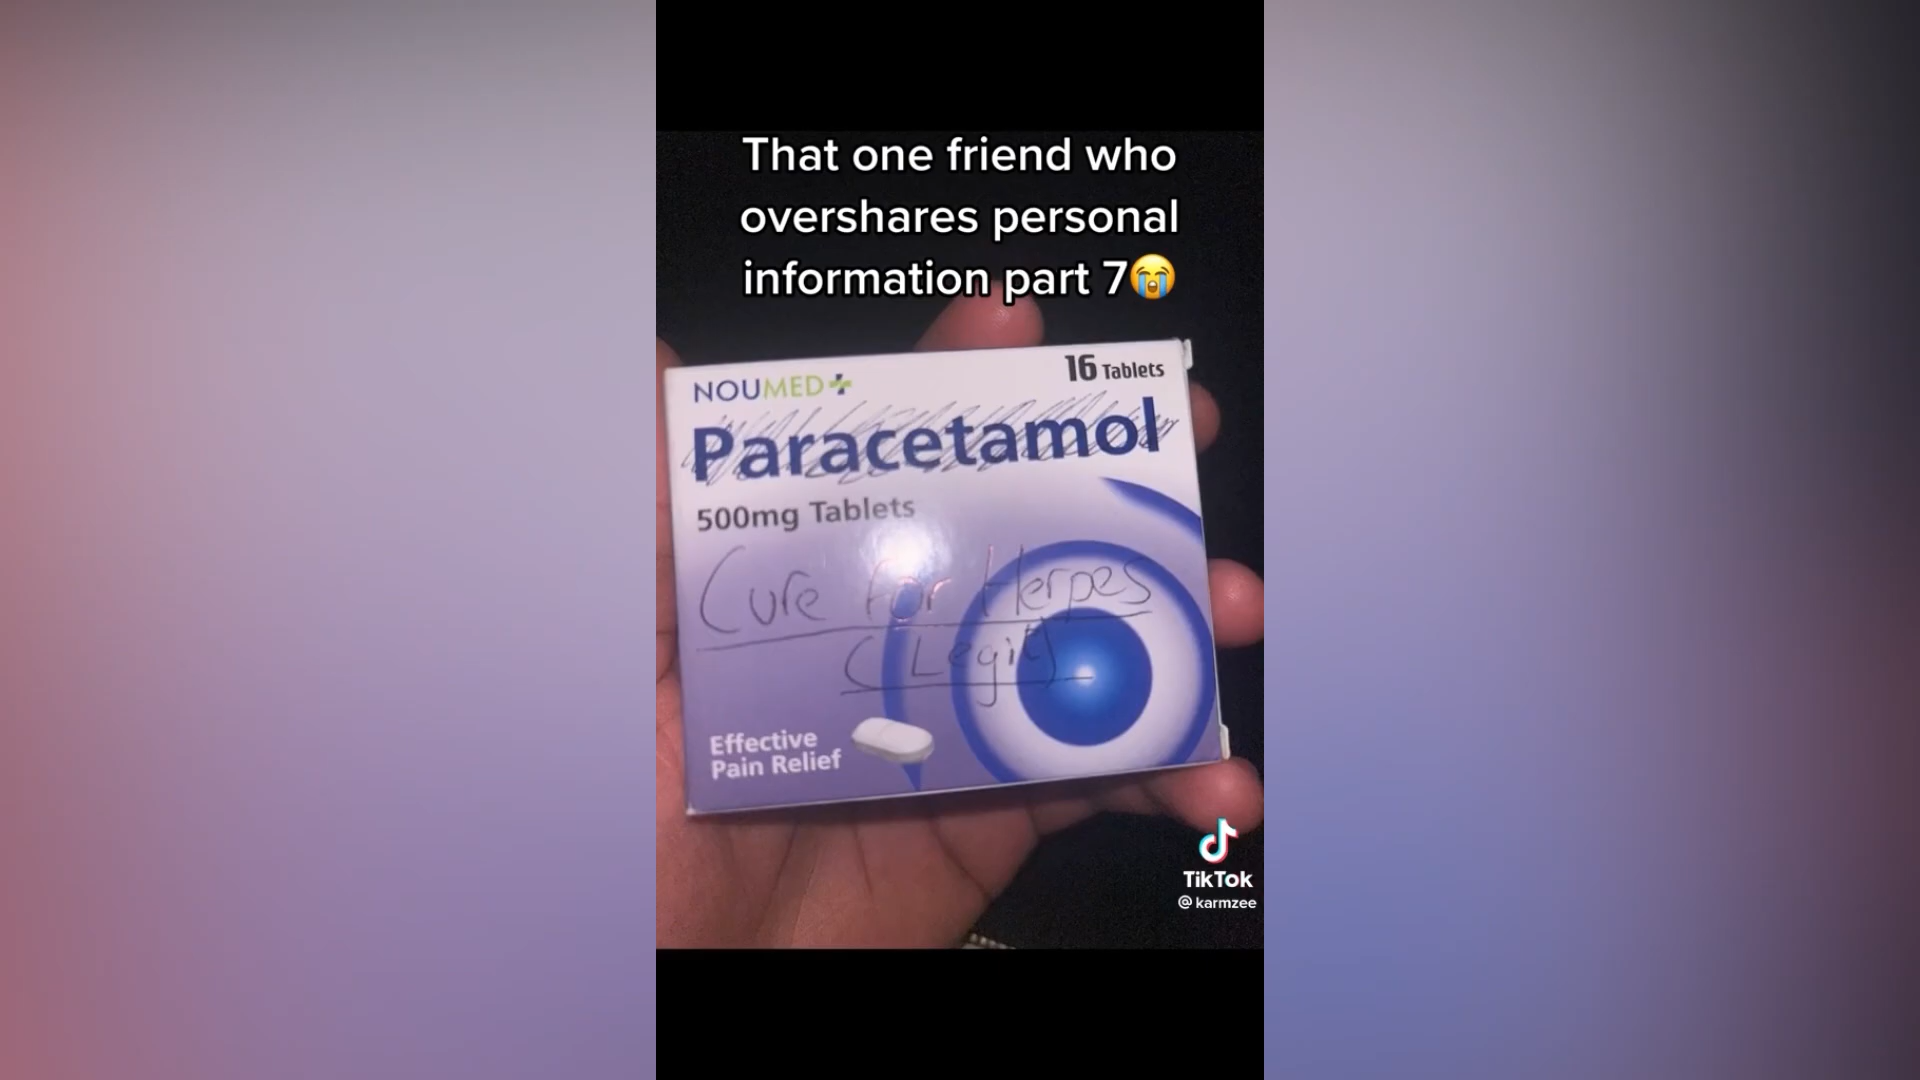 That one friend who
overshares personal
information part 7😭
16 Tablets
NOUMED
Paracetamol
500mg Tablets
Cure For Herpes
(Legit)
Effective
Pain Relief
TikTok
@karmzee